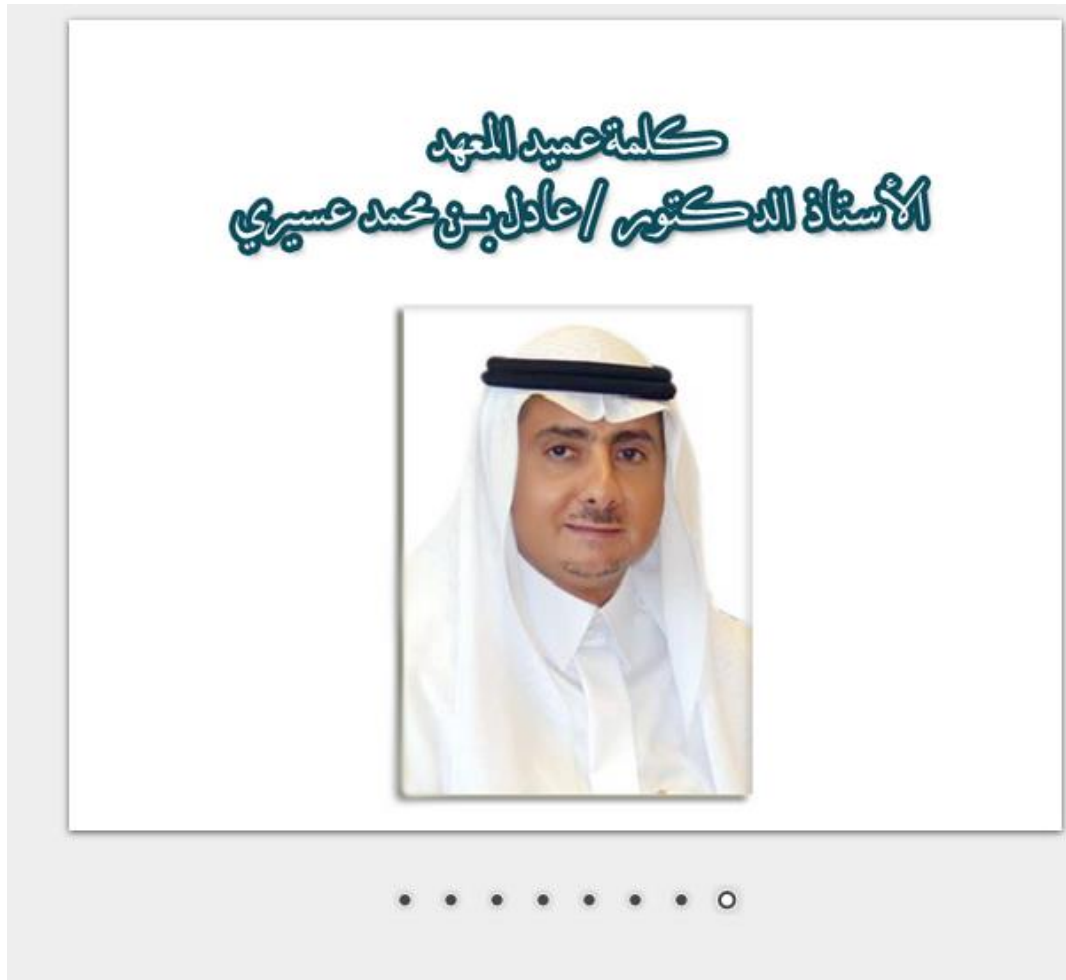 كلمة عميد المعهد
الأستاذ الدكتور / عادل بن محمد عسيري